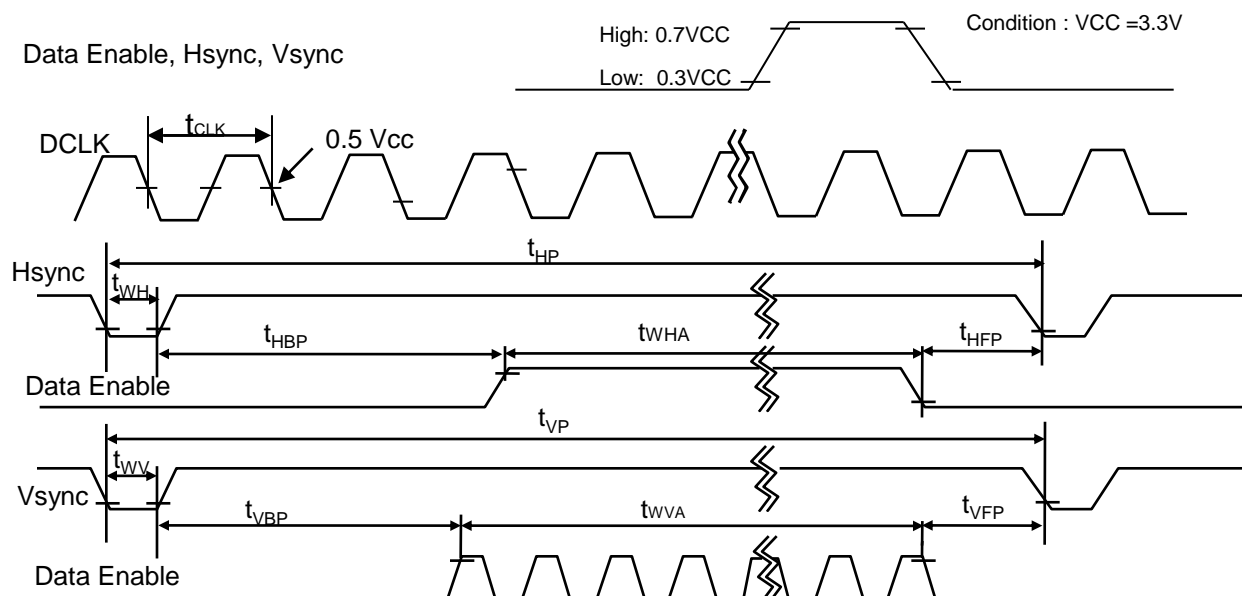 High: 0.7VCC
Condition : VCC =3.3V
Data Enable, Hsync, Vsync
Low: 0.3VCC
tCLK
DCLK
0.5 Vcc
tHP
Hsync
tWH
tHBP
tWHA
tHFP
Data Enable
tVP
tWV
Vsync
tVBP
tWVA
tVFP
Data Enable